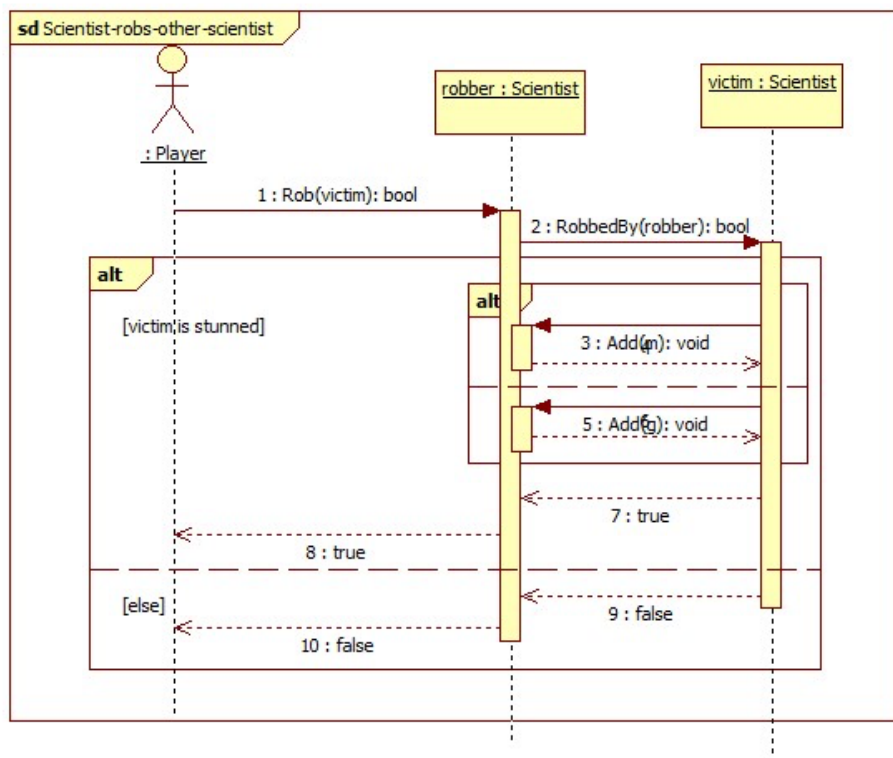 sd Scientist-robs-other-scientist
robber : Scientist
victim : Scientist
: Player
1 : Rob(victim): bool
2 : RobbedBy(robber): bool
alt
alt
[victim is stunned]
3 : Add(m): void
4
5 : Add(g): void
6
7 : true
8 : true
[else]
9 : false
10 : false